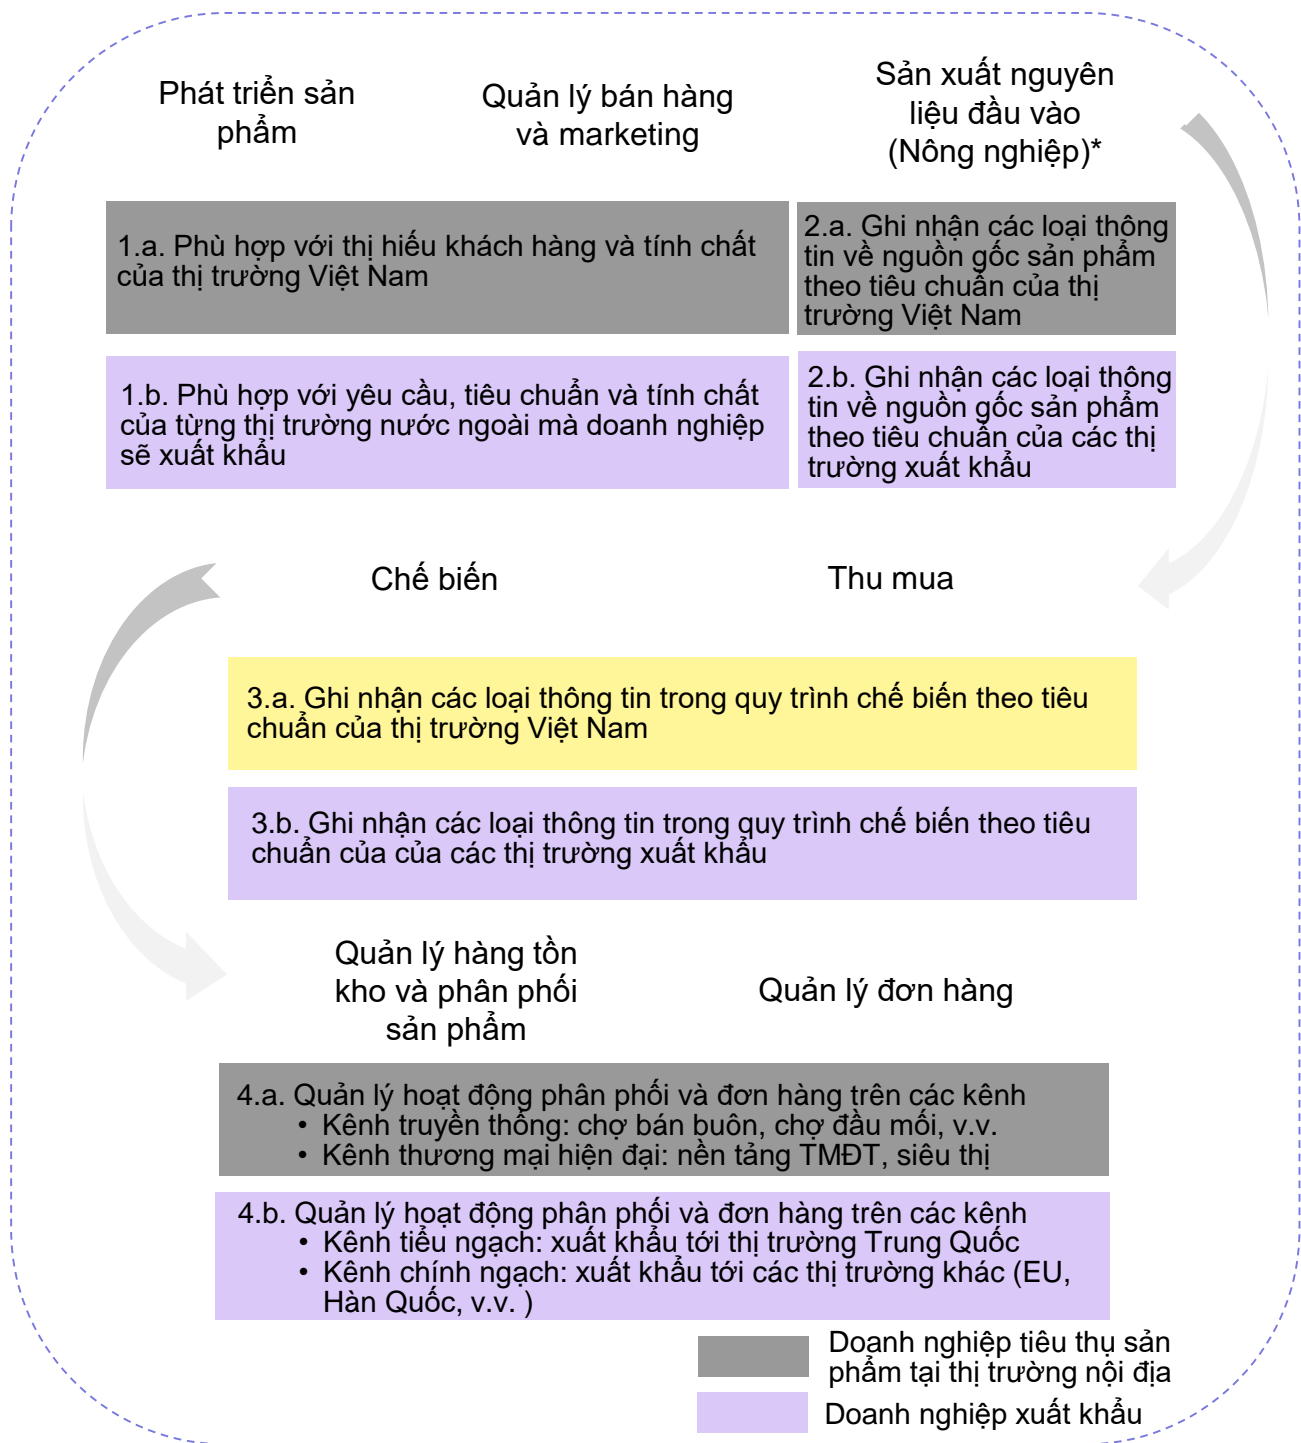 Phát triển sản
phẩm
Quản lý bán hàng
và marketing
Sản xuất nguyên
liệu đầu vào
(Nông nghiệp)*
1.a. Phù hợp với thị hiếu khách hàng và tính chất
của thị trường Việt Nam
2.a. Ghi nhận các loại thông
tin về nguồn gốc sản phẩm
theo tiêu chuẩn của thị
trường Việt Nam
1.b. Phù hợp với yêu cầu, tiêu chuẩn và tính chất
của từng thị trường nước ngoài mà doanh nghiệp
sẽ xuất khẩu
2.b. Ghi nhận các loại thông
tin về nguồn gốc sản phẩm
theo tiêu chuẩn của các thị
trường xuất khẩu
Chế biến
Thu mua
3.a. Ghi nhận các loại thông tin trong quy trình chế biến theo tiêu
chuẩn của thị trường Việt Nam
3.b. Ghi nhận các loại thông tin trong quy trình chế biến theo tiêu
chuẩn của của các thị trường xuất khẩu
Quản lý hàng tồn
kho và phân phối
sản phẩm
Quản lý đơn hàng
4.a. Quản lý hoạt động phân phối và đơn hàng trên các kênh
• Kênh truyền thông: chợ bán buôn, chợ đầu mối, v.v.
• Kênh thương mại hiện đại: nền tảng TMĐT, siêu thị
4.b. Quản lý hoạt động phân phối và đơn hàng trên các kênh
• Kênh tiểu ngạch: xuất khẩu tới thị trường Trung Quốc
• Kênh chính ngạch: xuất khẩu tới các thị trường khác (EU,
Hàn Quốc, v.v. )
Doanh nghiệp tiêu thụ sản
phẩm tại thị trường nội địa
Doanh nghiệp xuất khẩu